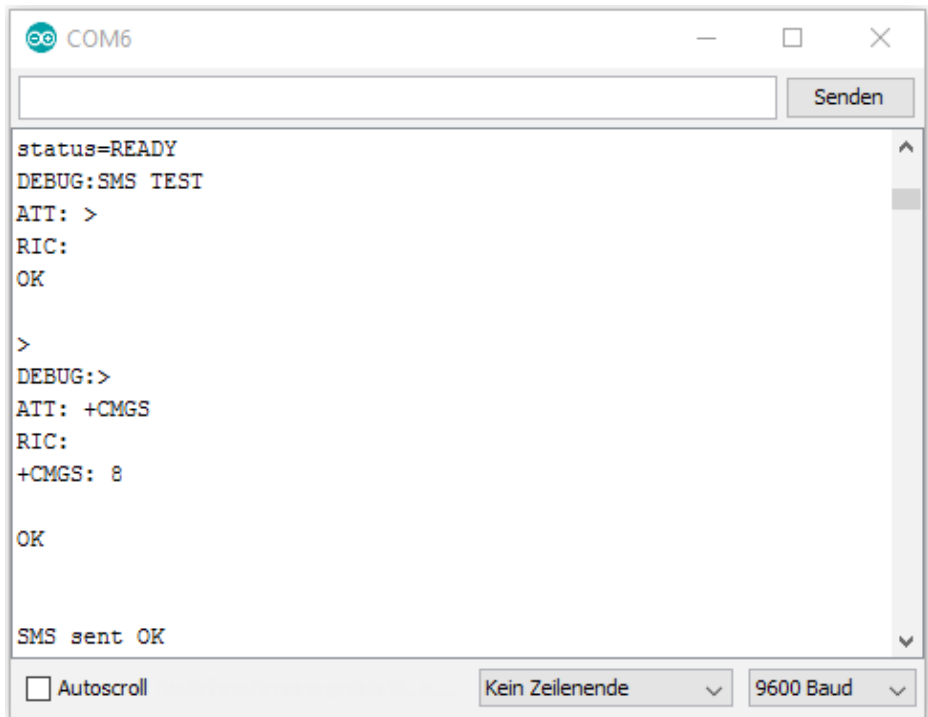 COM6
Senden
status=READY
DEBUG:SMS TEST
ATT: >
RIC:
OK
>
DEBUG:>
ATT: +CMGS
RIC:
+CMGS: 8
OK
SMS sent OK
Autoscroll
Kein Zeilenende
9600 Baud